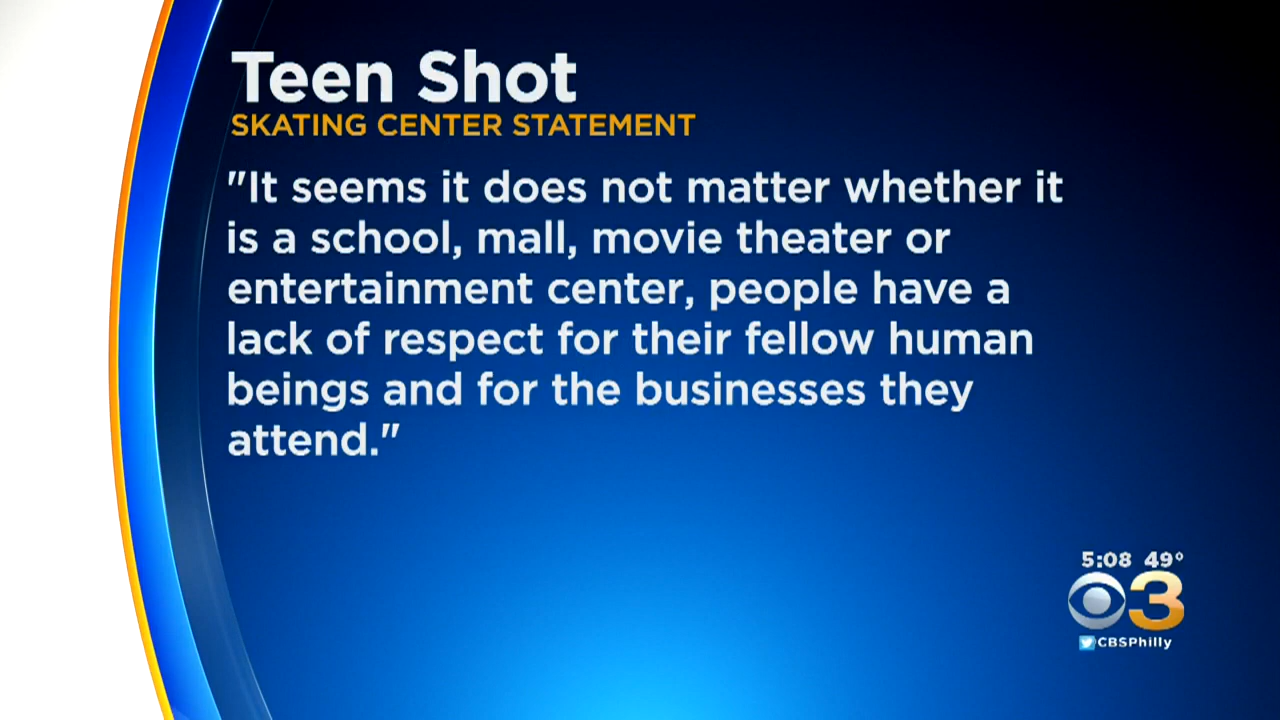 Teen Shot
SKATING CENTER STATEMENT
"It seems it does not matter whether it
is a school, mall, movie theater or
entertainment center, people have a
lack of respect for their fellow human
beings and for the businesses they
attend."
5:08 49°
3
CBSPhilly